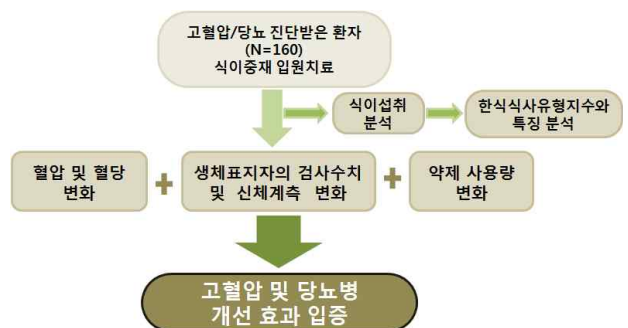 고혈압/당뇨 진단받은 환자
(N=160)
식이중재 입원치료
식이섭취
분석
한식식사유형지수와
특징 분석
혈압 및 혈당
변화
생체표지자의 검사수치
및 신체계측 변화
약제 사용량
변화
고혈압 및 당뇨병
개선 효과 입증